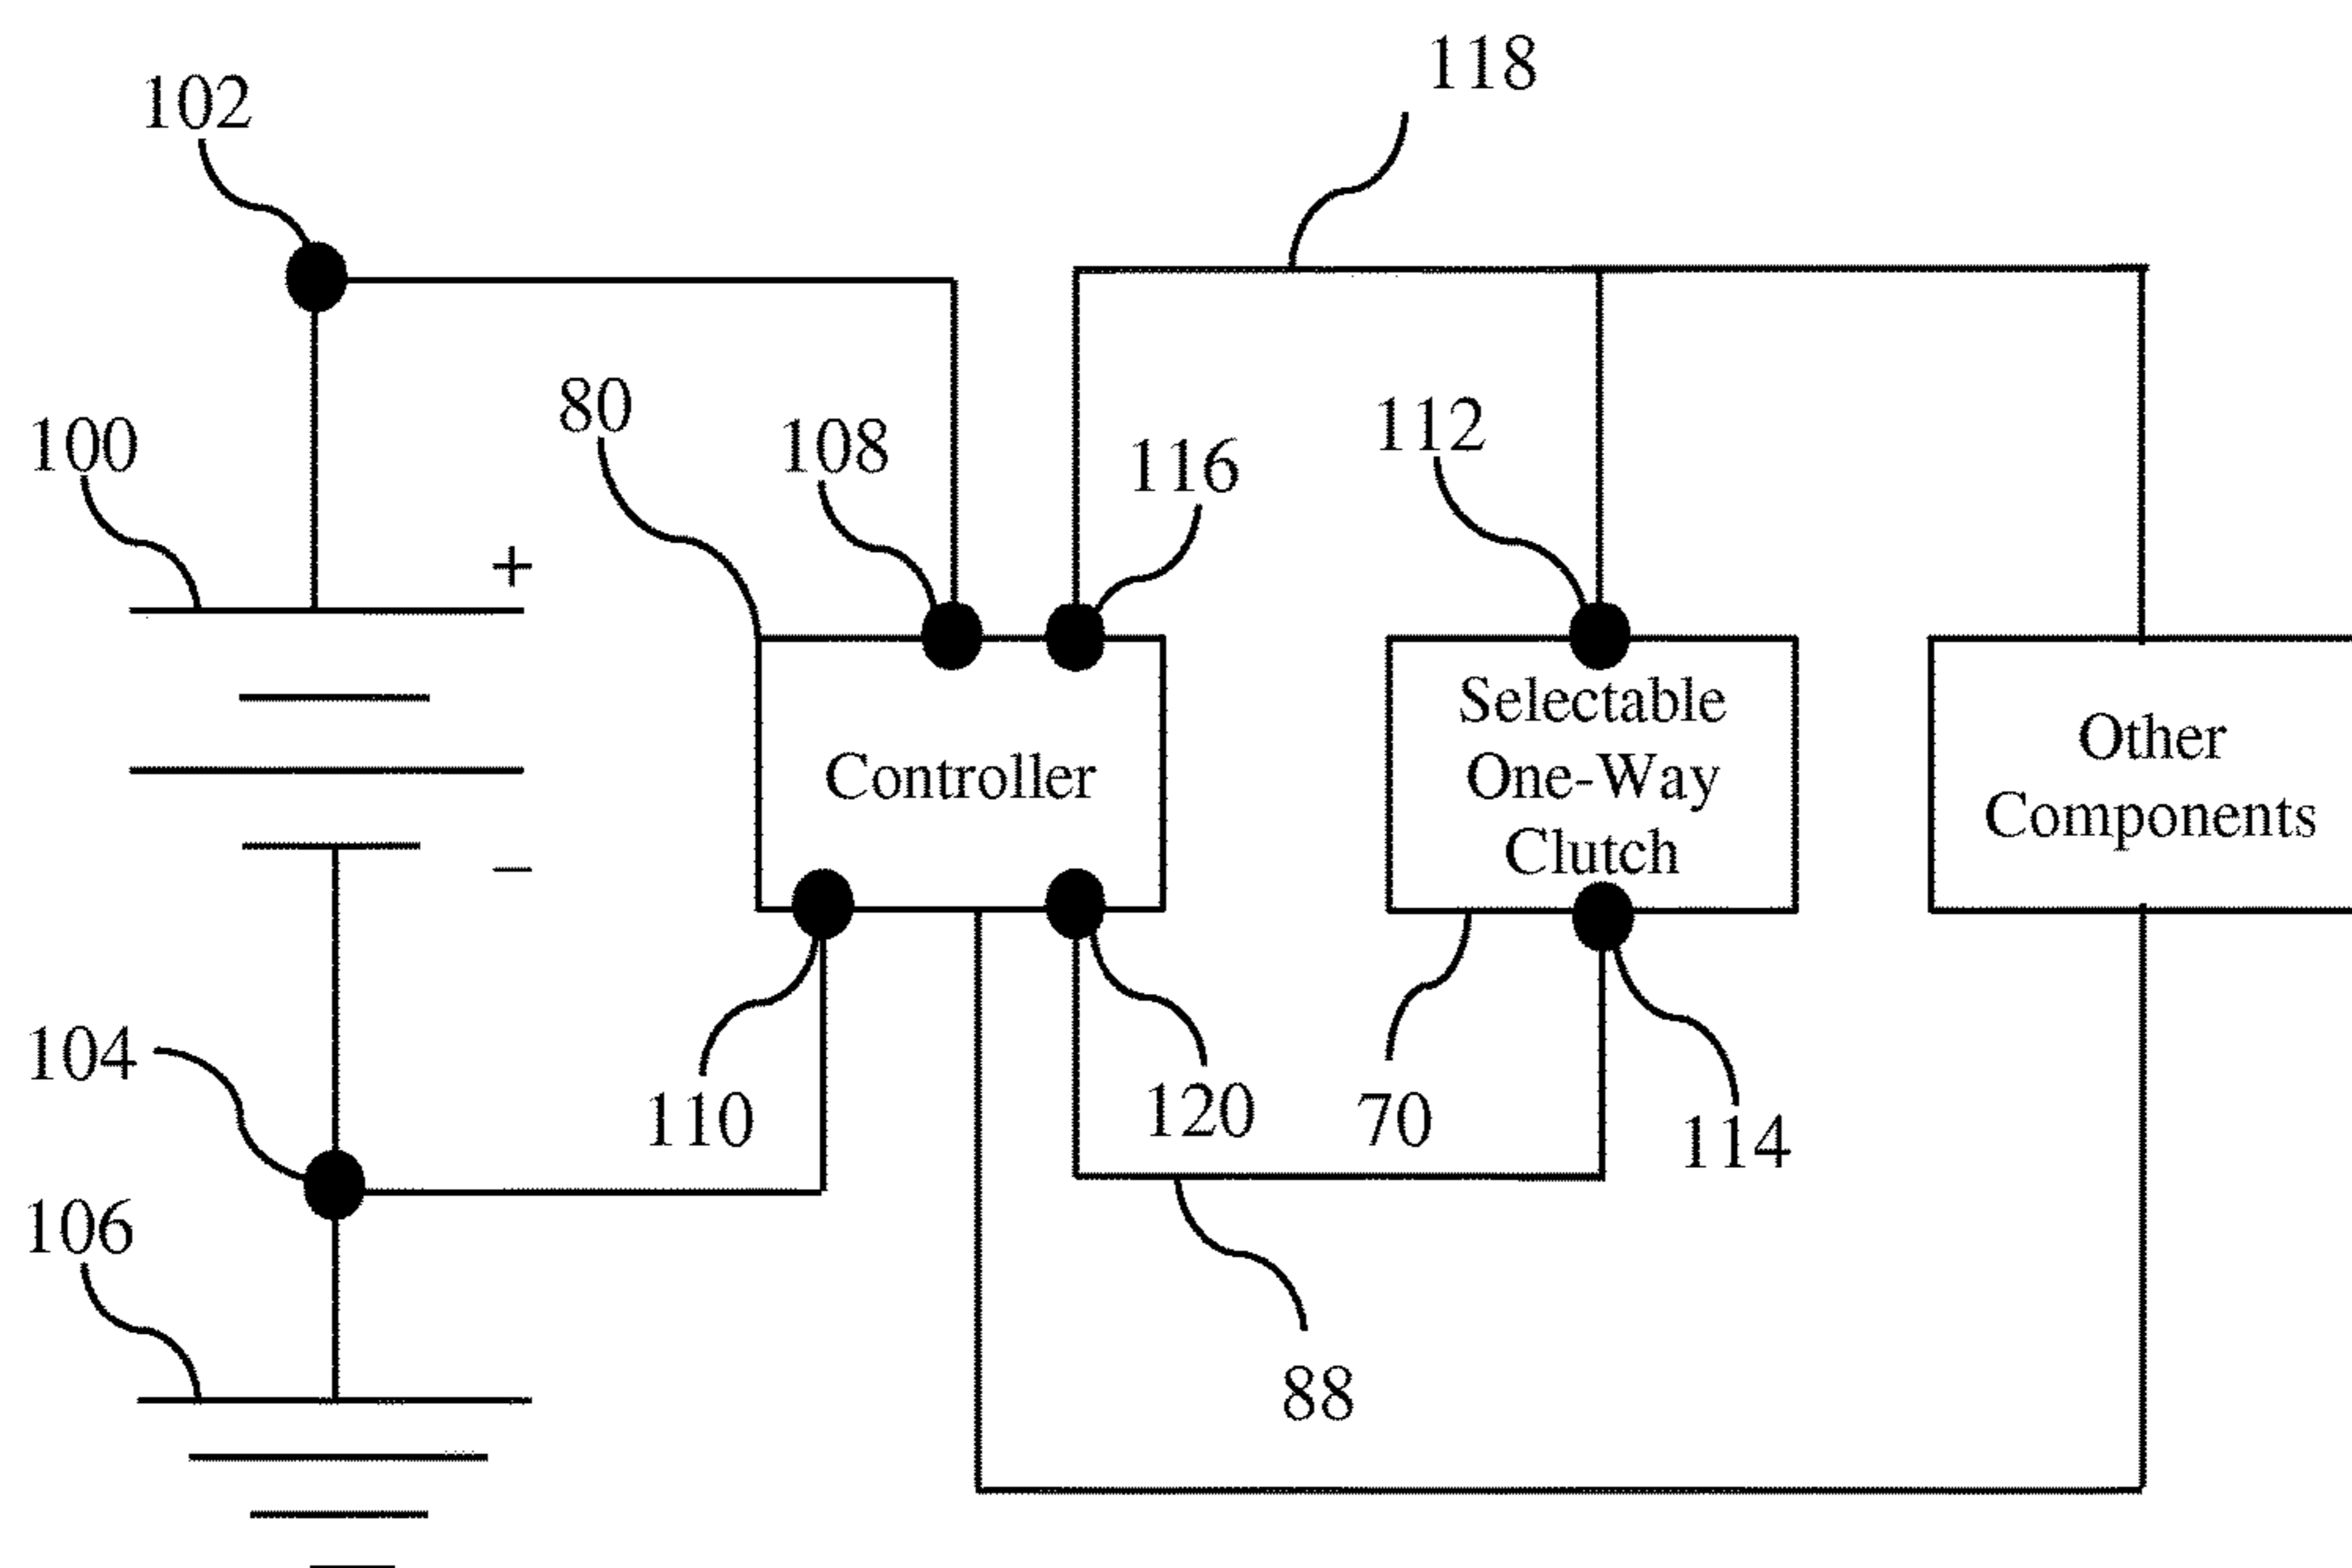 118
102
80
112
108
100
116
+
Selectable
Other
One-Way
Controller
Components
Clutch
−
104
110
120
70
114
106
88